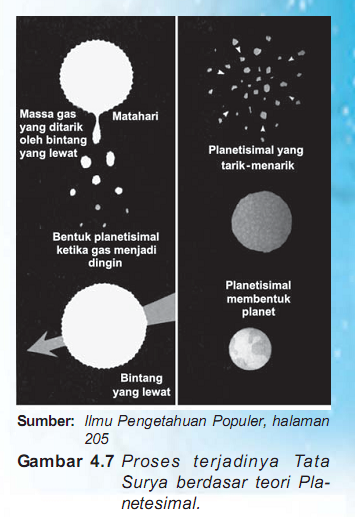 Massa gas
yang ditarik
oleh bintang
yang lewat
Matahari
Bentuk planetisimal
ketika gas menjadi
dingin
Bintang
yang lewat
Planetisimal yang
tarik-menarik
Planetisimal
membentuk
planet
Sumber: Ilmu Pengetahuan Populer, halaman
205
Gambar 4.7 Proses terjadinya Tata
Surya berdasar teori Pla-
netesimal.